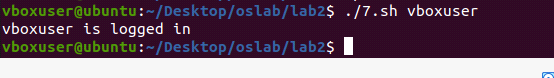 vboxuser@ubuntu:~/Desktop/oslab/lab2$ ./7.sh vboxuser
vboxuser is logged in
vboxuser@ubuntu:~/Desktop/oslab/lab2$